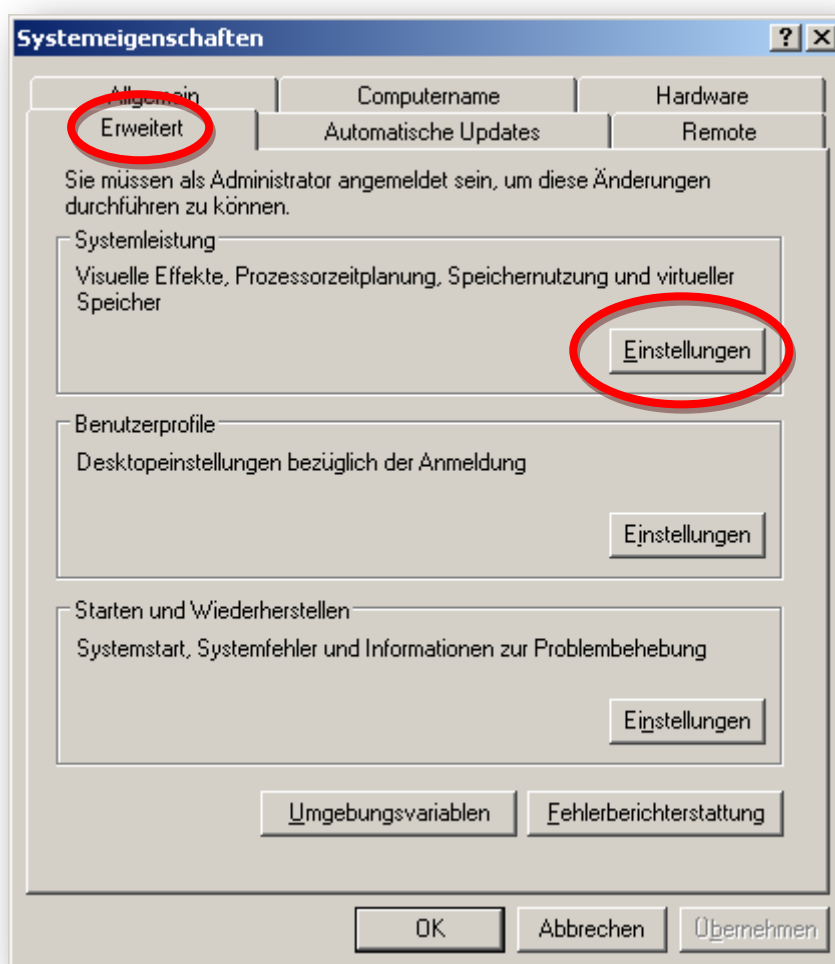 Systemeigenschaften
Allgemein
Computername
Hardware
Erweitert
Automatische Updates
Remote
Sie müssen als Administrator angemeldet sein, um diese Änderungen
durchführen zu können.
Systemleistung
Visuelle Effekte, Prozessorzeitplanung, Speichernutzung und virtueller
Speicher
Einstellungen
Benutzerprofile
Desktopeinstellungen bezüglich der Anmeldung
Einstellungen
Starten und Wiederherstellen
Systemstart, Systemfehler und Informationen zur Problembehebung
Einstellungen
Umgebungsvariablen
Fehlerberichterstattung
OK
Abbrechen
Übernehmen